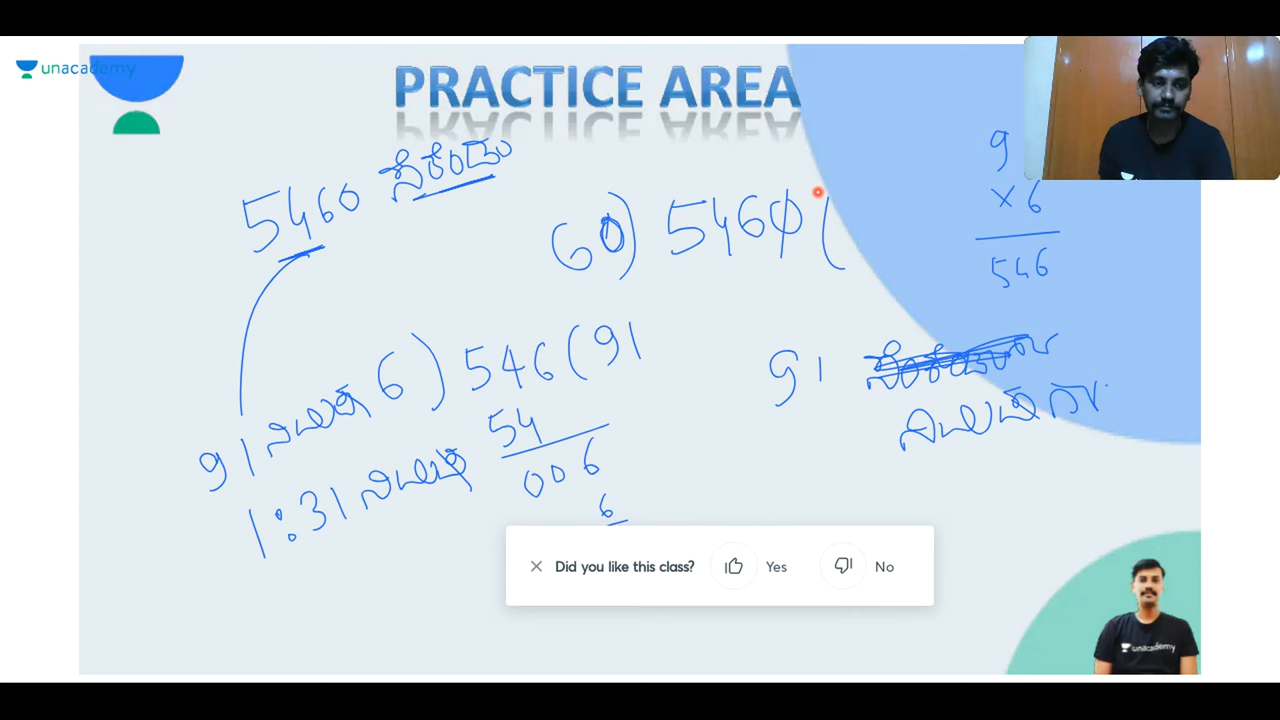 unacademy
PRACTICE AREA
5460 ಸೆಕೆಂಡು
60) 5460 (
9
× 6
546
6) 546 (91
54
006
6
91 ನಿಮಿಷ
1:31 ನಿಮಿಷ
91
ನಿಮಿಷಗಳು
Did you like this class? Yes No
unacademy